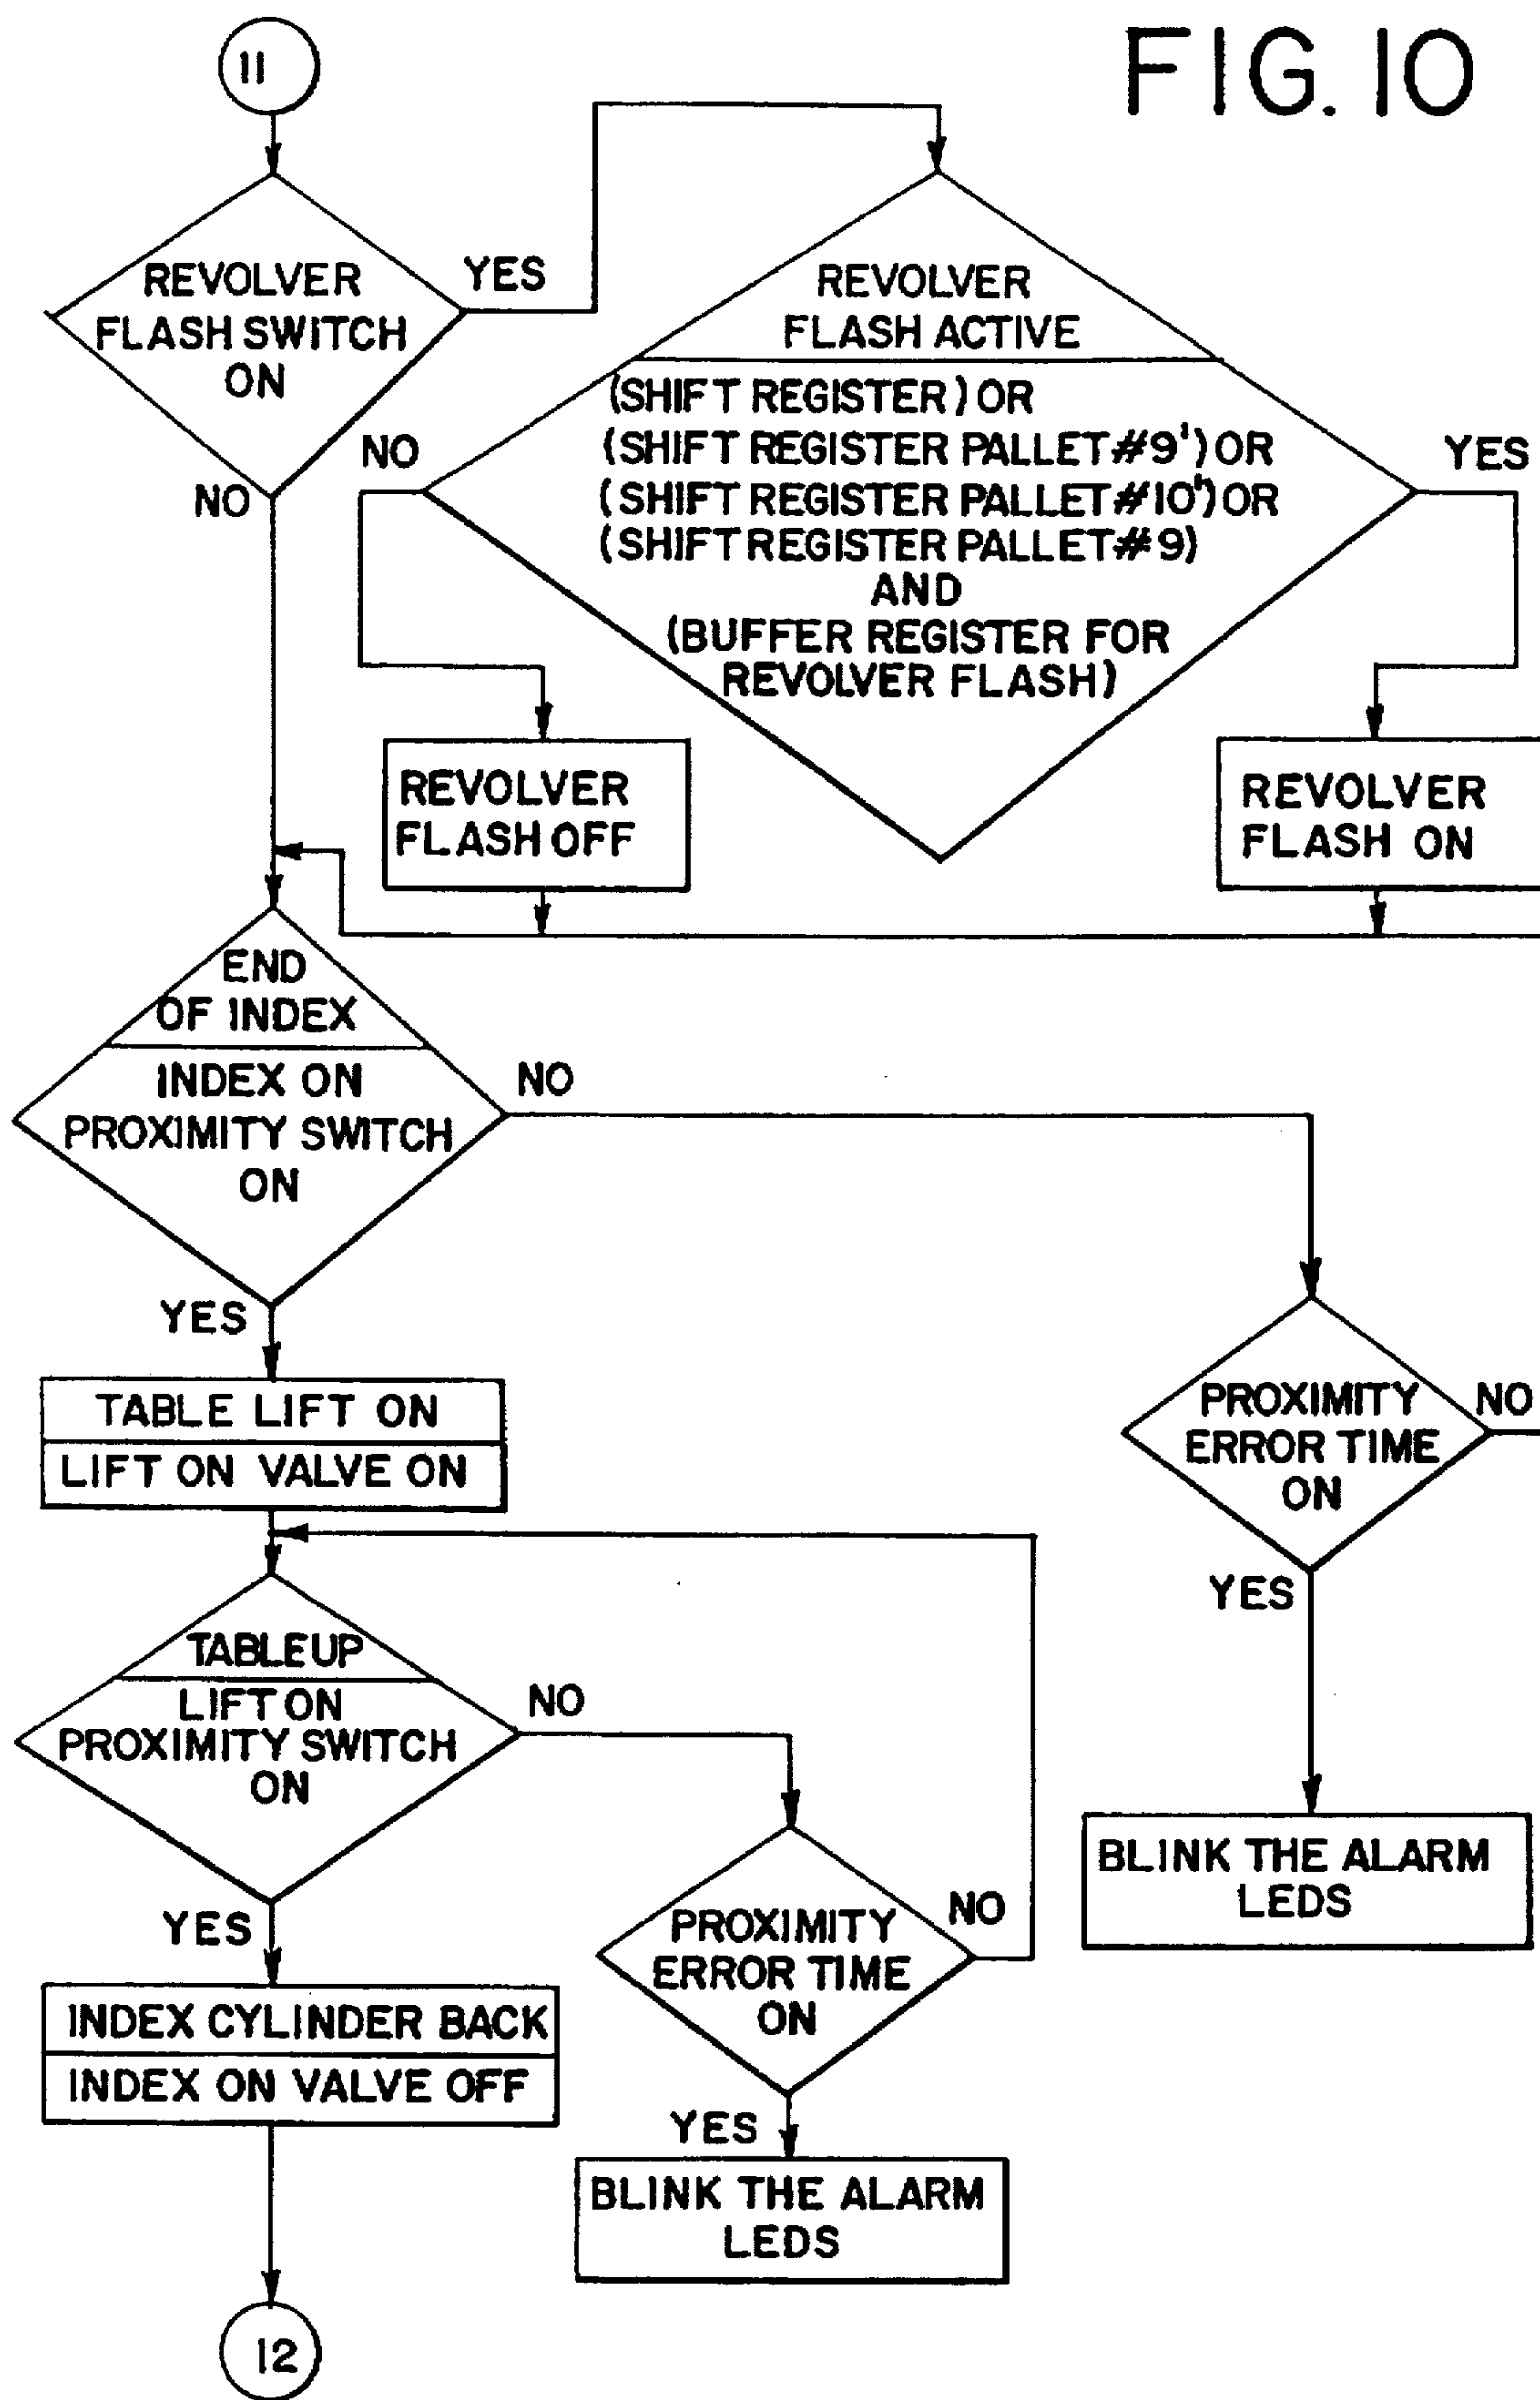 FIG. 10
11
REVOLVER
FLASH SWITCH
ON
YES
NO
REVOLVER
FLASH ACTIVE
(SHIFT REGISTER) OR
(SHIFT REGISTER PALLET#9') OR
(SHIFT REGISTER PALLET#10') OR
(SHIFT REGISTER PALLET#9)
AND
(BUFFER REGISTER FOR
REVOLVER FLASH)
NO
YES
REVOLVER
FLASH OFF
REVOLVER
FLASH ON
END
OF INDEX
INDEX ON
PROXIMITY SWITCH
ON
NO
YES
TABLE LIFT ON
LIFT ON VALVE ON
PROXIMITY
ERROR TIME
ON
NO
YES
BLINK THE ALARM
LEDS
TABLE UP
LIFT ON
PROXIMITY SWITCH
ON
NO
YES
PROXIMITY
ERROR TIME
ON
NO
YES
BLINK THE ALARM
LEDS
INDEX CYLINDER BACK
INDEX ON VALVE OFF
12